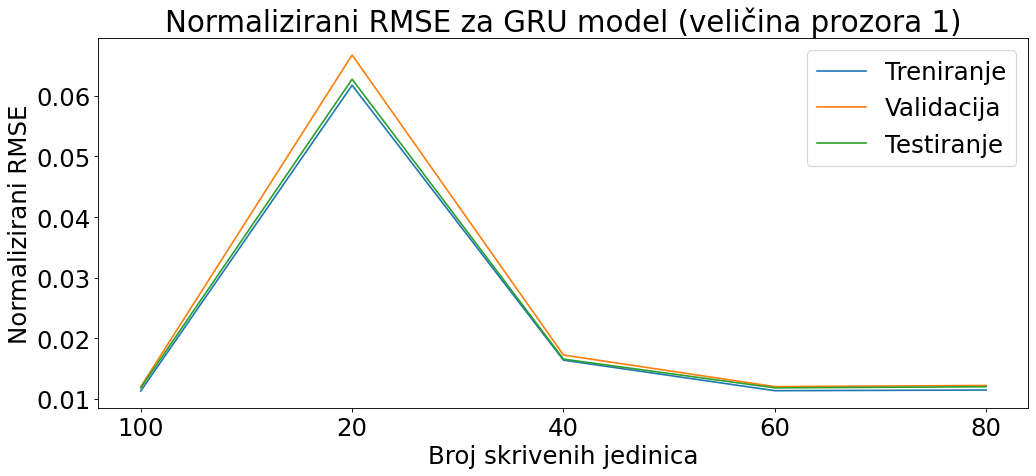 Normalizirani RMSE za GRU model (veličina prozora 1)
Treniranje
Validacija
Testiranje
Normalizirani RMSE
0.06
0.05
0.04
0.03
0.02
0.01
100 20 40 60 80
Broj skrivenih jedinica